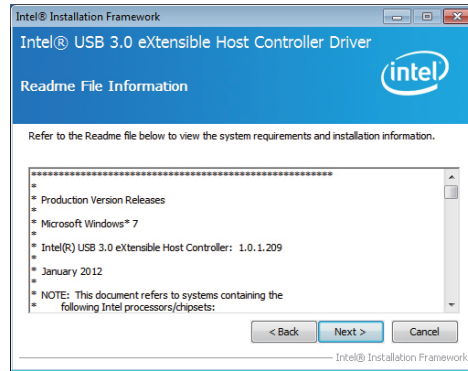 Intel® Installation Framework
Intel® USB 3.0 eXtensible Host Controller Driver
Readme File Information
(intel)
Refer to the Readme file below to view the system requirements and installation information.
*******************************************************
*
* Production Version Releases
*
* Microsoft Windows* 7
*
* Intel(R) USB 3.0 eXtensible Host Controller: 1.0.1.209
*
* January 2012
*
* NOTE: This document refers to systems containing the
* following Intel processors/chipsets:
< Back Next > Cancel
Intel® Installation Framework